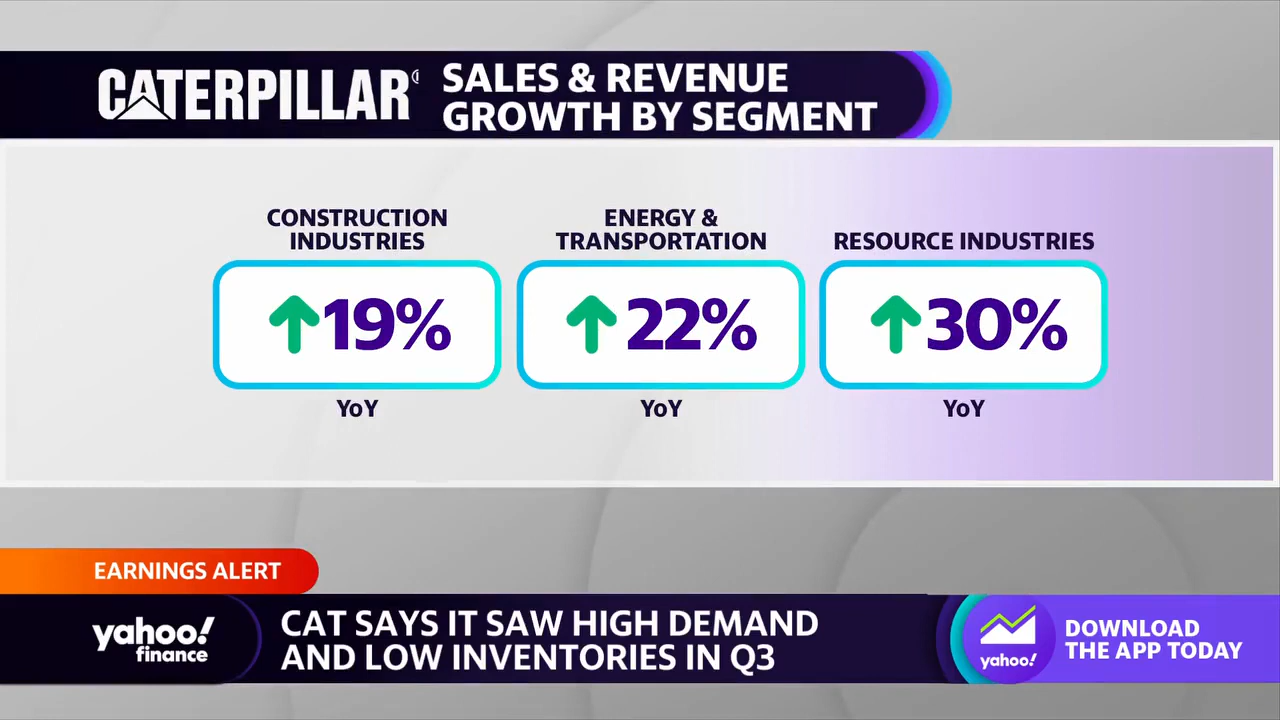 CATERPILLAR
SALES & REVENUE
GROWTH BY SEGMENT
CONSTRUCTION
INDUSTRIES
19%
YoY
ENERGY &
TRANSPORTATION
22%
YoY
RESOURCE INDUSTRIES
30%
YoY
EARNINGS ALERT
yahoo!
finance
CAT SAYS IT SAW HIGH DEMAND
AND LOW INVENTORIES IN Q3
yahoo!
DOWNLOAD
THE APP TODAY